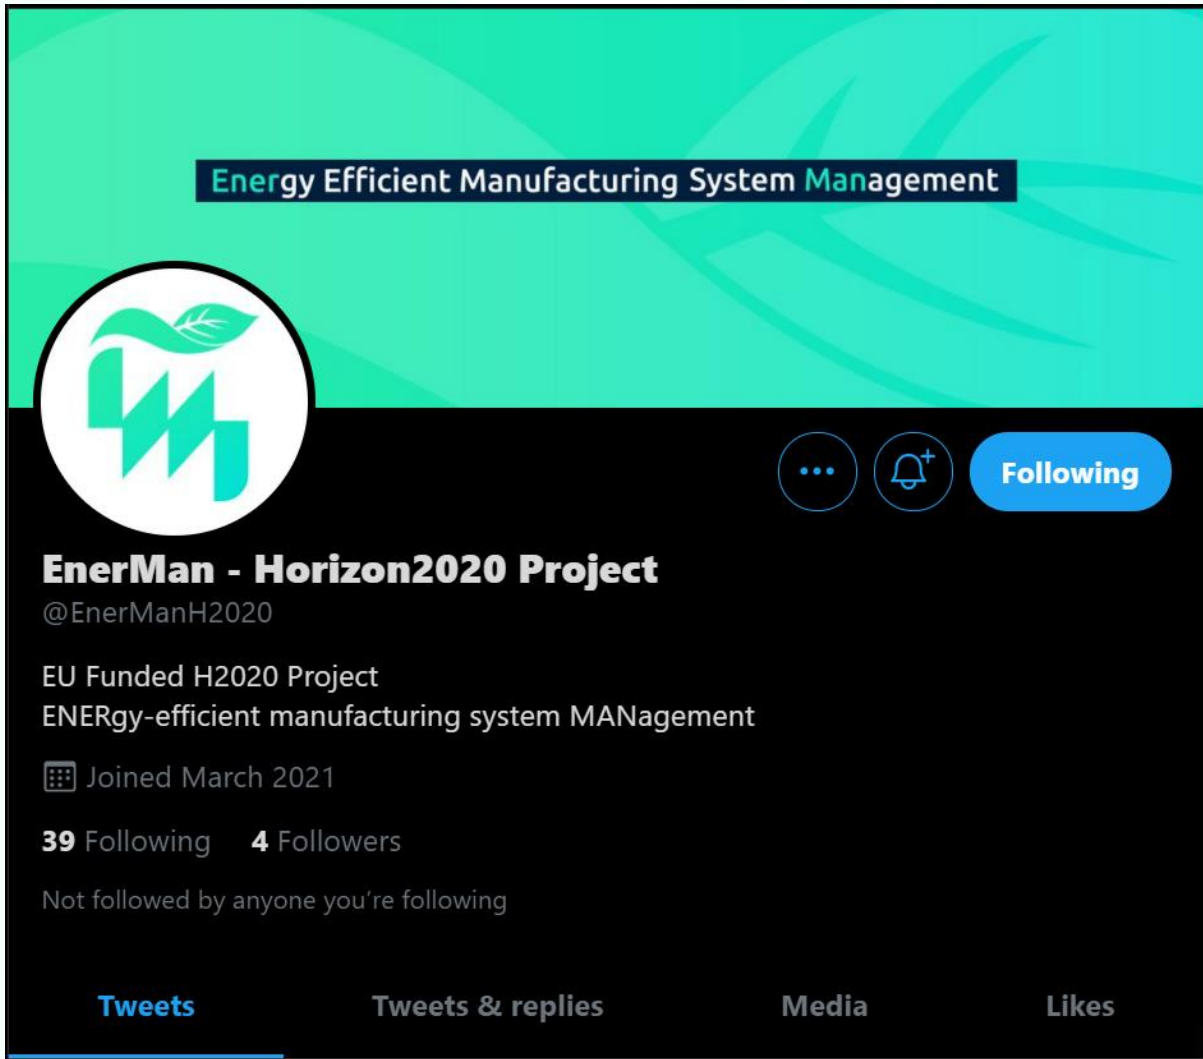 Energy Efficient Manufacturing System Management
Following
EnerMan - Horizon2020 Project
@EnerManH2020
EU Funded H2020 Project
ENERgy-efficient manufacturing system MANagement
Joined March 2021
39 Following 4 Followers
Not followed by anyone you’re following
Tweets Tweets & replies Media Likes